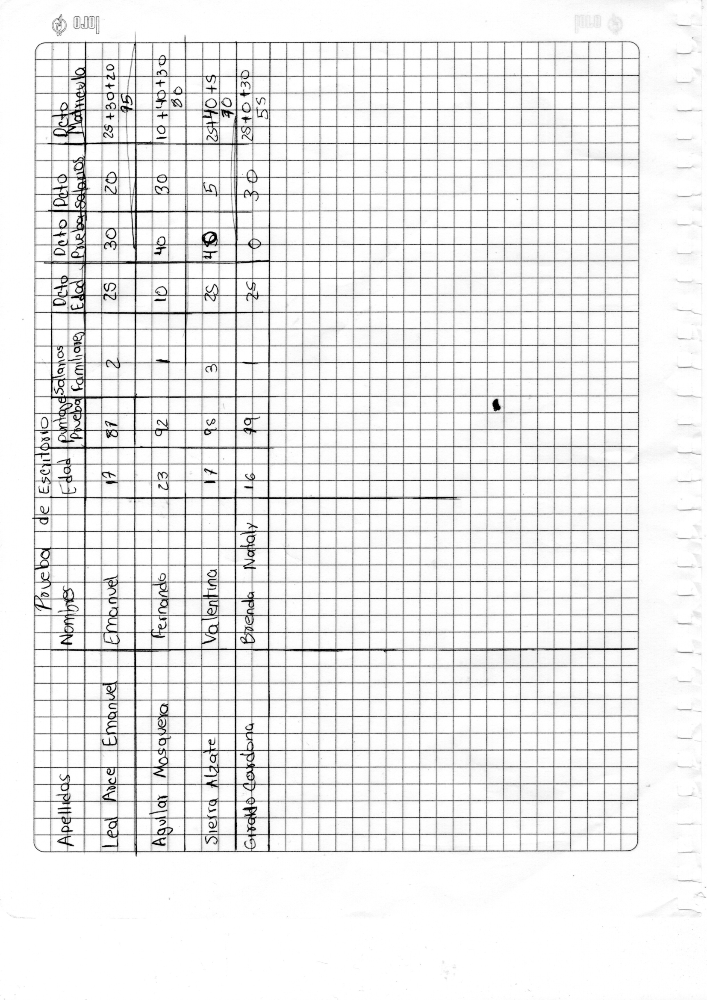 loro
Prueba de Escritorio
Apellidos Nombres Edad Puntaje Prueba Salarios Familiares Dcto Edad Dcto Prueba Dcto Salarios Dcto Matricula
Leal Arce Emanuel Emanuel 17 87 2 25 30 20 25+30+20
75
Aguilar Mosquera Fernando 23 92 1 10 40 30 10+40+30
80
Sierra Alzate Valentina 17 98 3 25 40 5 25+40+5
70
Giraldo Cardona Brenda Nataly 16 79 1 25 0 30 25+0+30
55